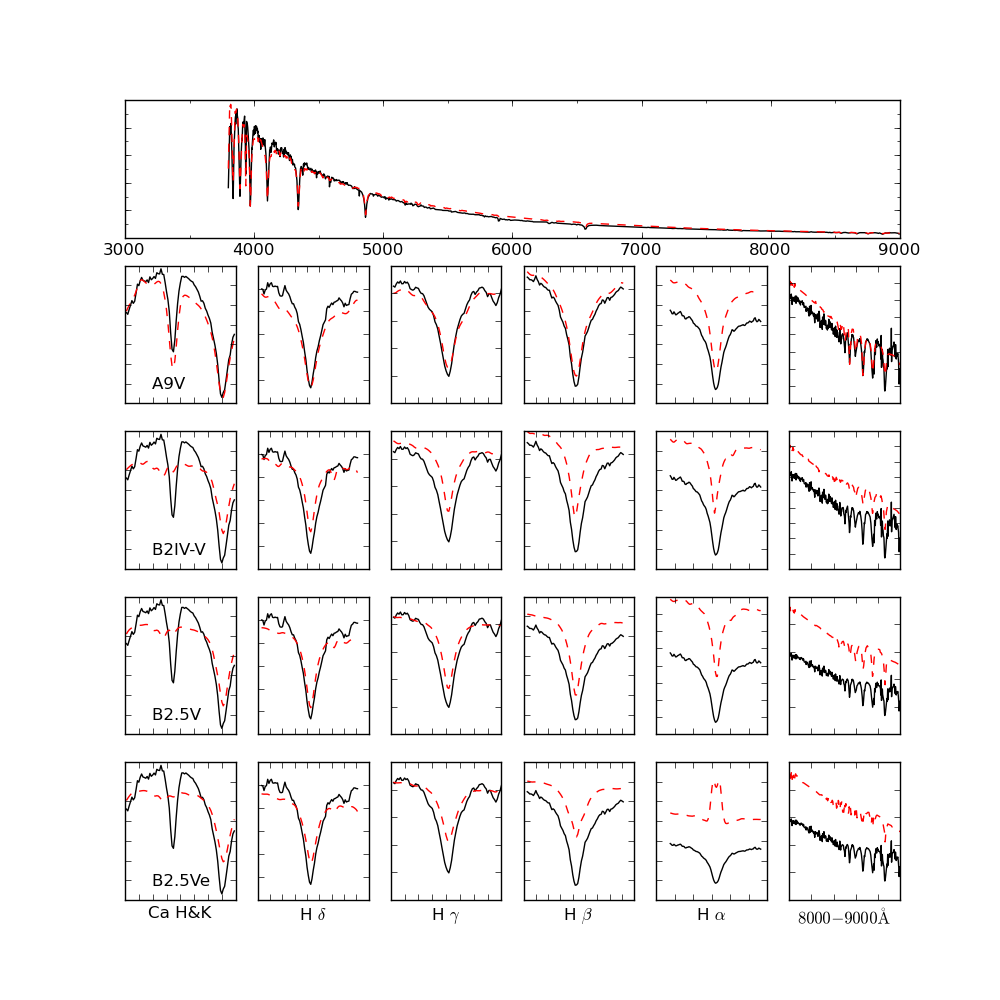 3000 4000 5000 6000 7000 8000 9000
A9V
B2IV-V
B2.5V
B2.5Ve
Ca H&K H δ H γ H β H α 8000−9000Å